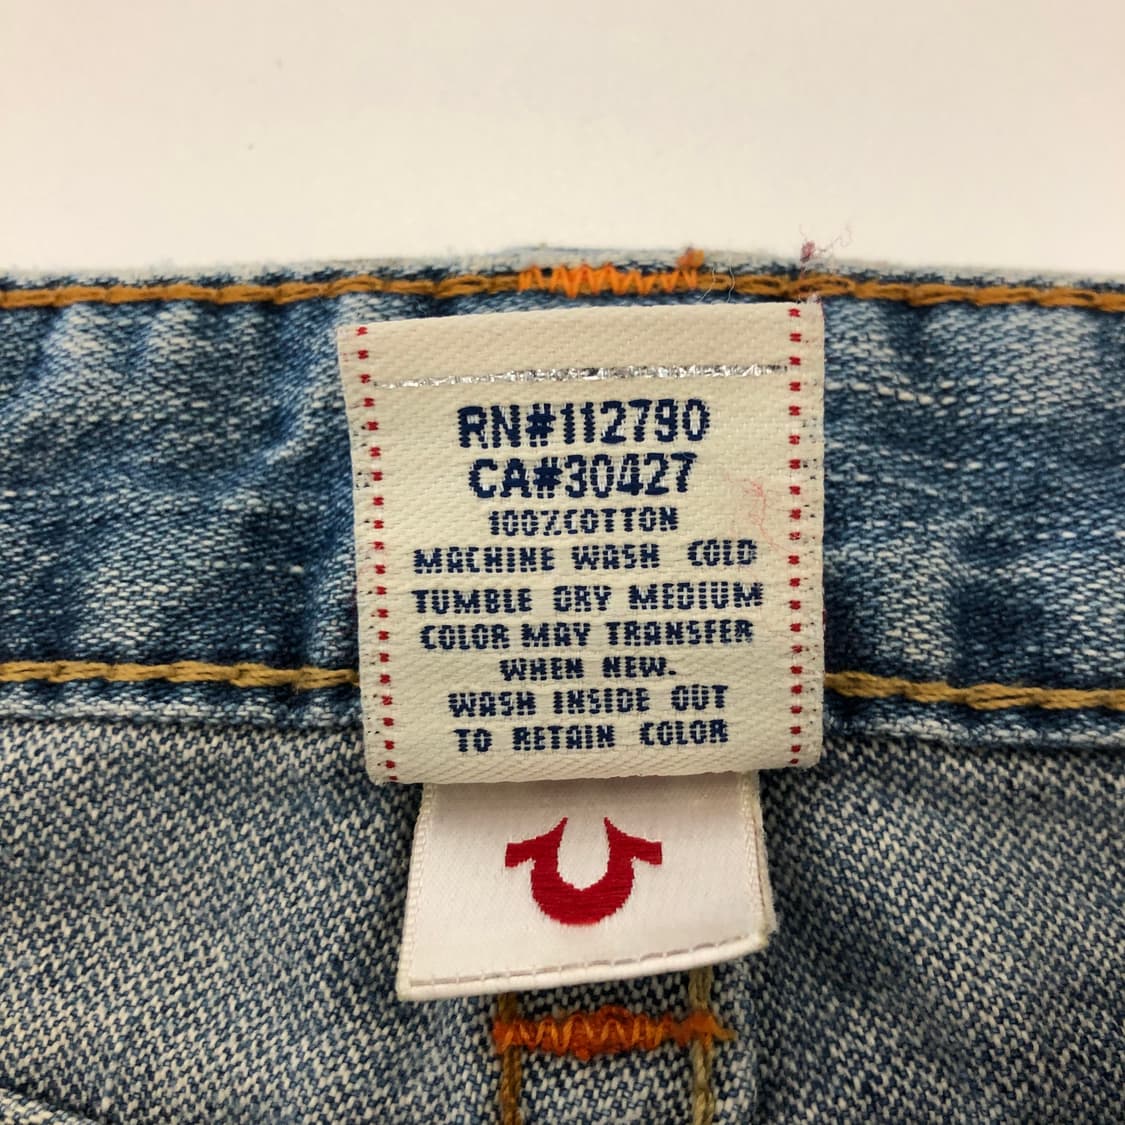 RN#112790
CA#30427
100%COTTON
MACHINE WASH COLD
TUMBLE DRY MEDIUM
COLOR MAY TRANSFER
WHEN NEW.
WASH INSIDE OUT
TO RETAIN COLOR